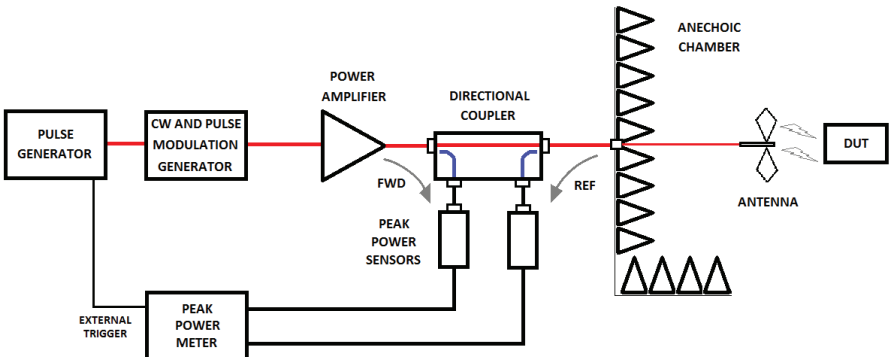 ANECHOIC
CHAMBER
POWER
AMPLIFIER
DIRECTIONAL
COUPLER
PULSE
GENERATOR
CW AND PULSE
MODULATION
GENERATOR
DUT
FWD
REF
ANTENNA
PEAK
POWER
SENSORS
EXTERNAL
TRIGGER
PEAK
POWER
METER